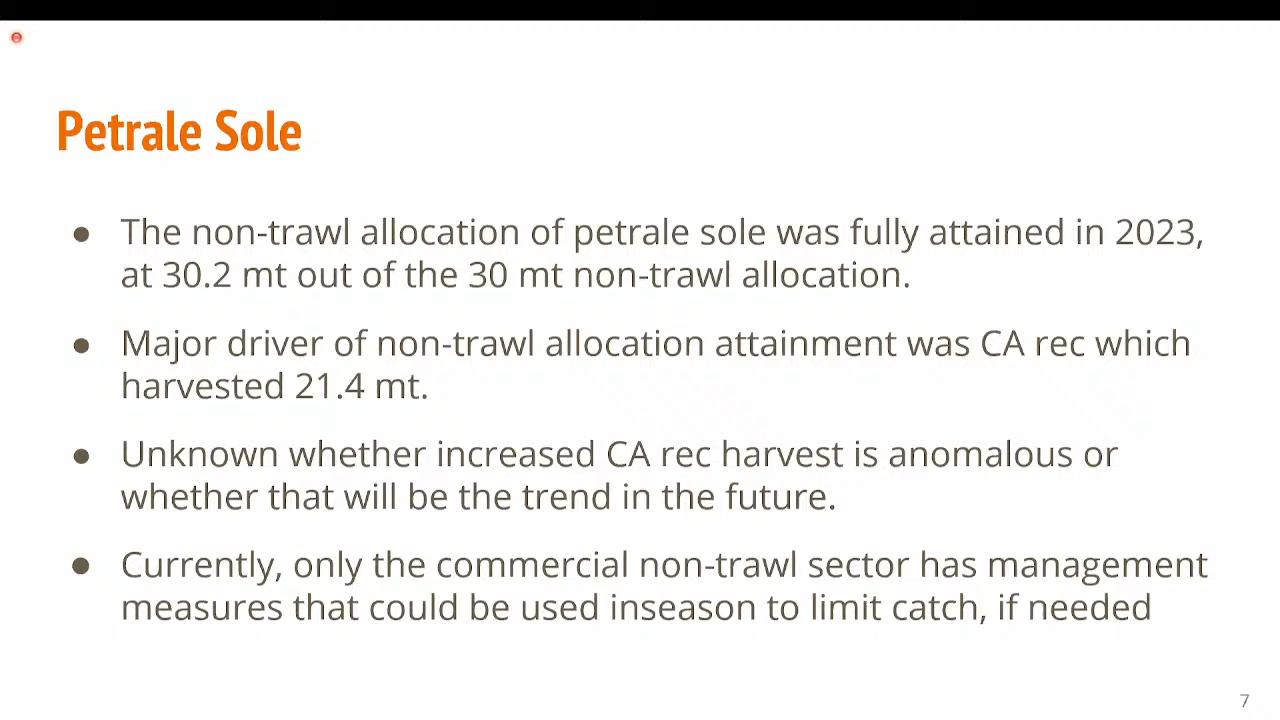 Petrale Sole
● The non-trawl allocation of petrale sole was fully attained in 2023,
at 30.2 mt out of the 30 mt non-trawl allocation.
● Major driver of non-trawl allocation attainment was CA rec which
harvested 21.4 mt.
● Unknown whether increased CA rec harvest is anomalous or
whether that will be the trend in the future.
● Currently, only the commercial non-trawl sector has management
measures that could be used inseason to limit catch, if needed
7